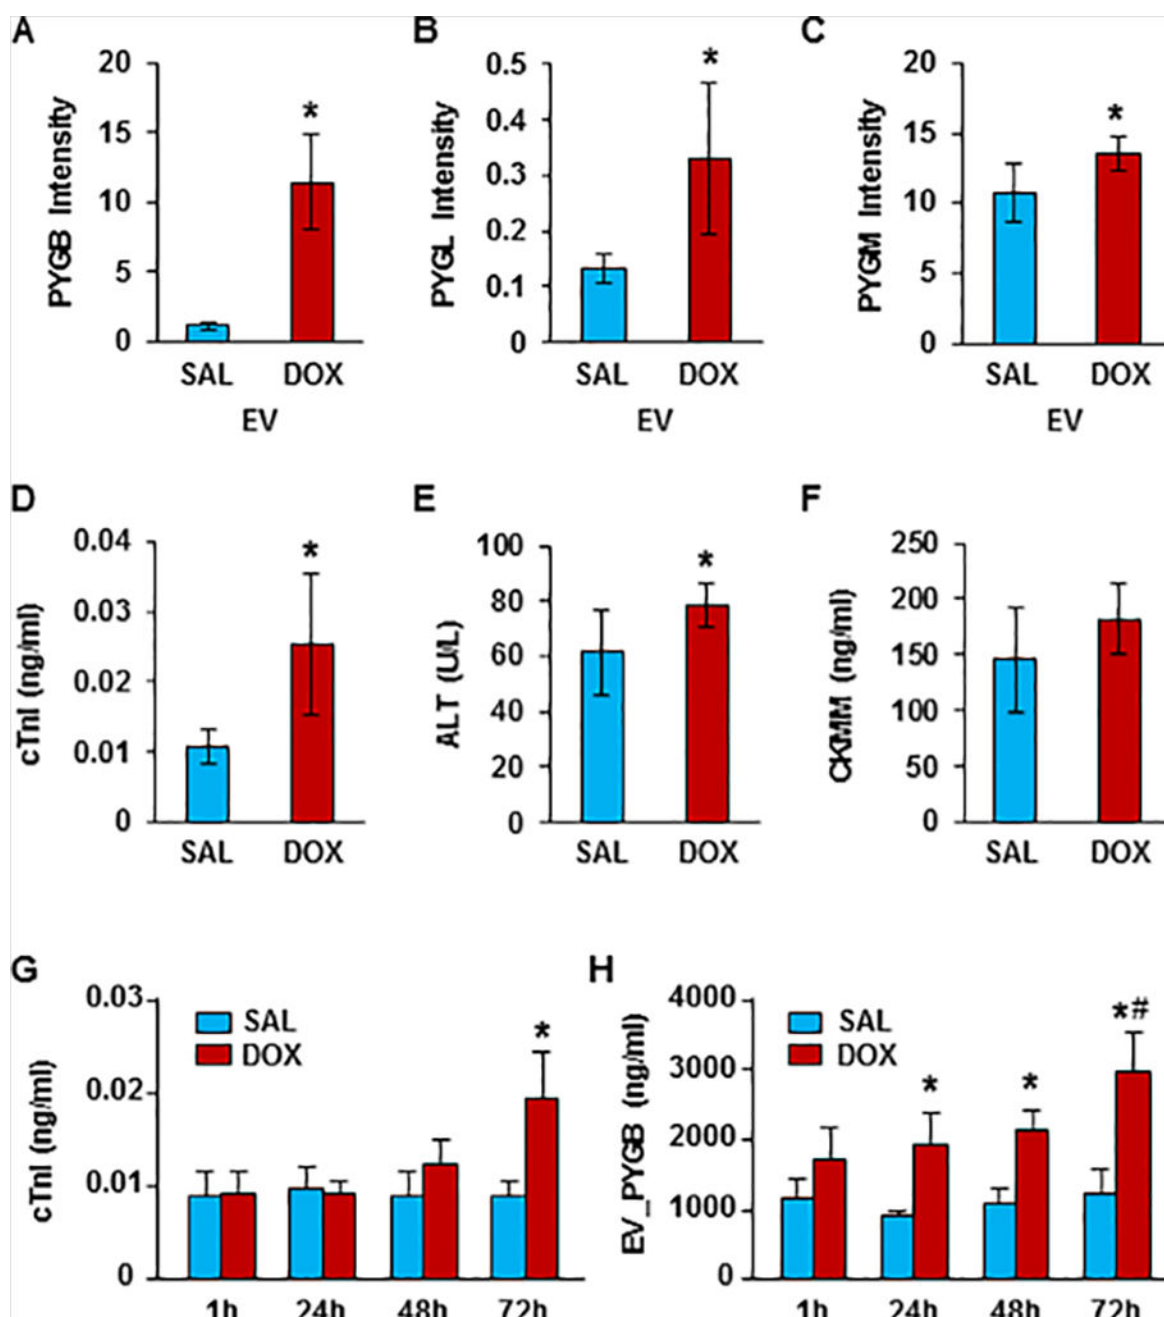 A
B
C
PYGB Intensity
20
15
10
5
0
*
SAL DOX
EV
PYGL Intensity
0.5
0.4
0.3
0.2
0.1
0
*
SAL DOX
EV
PYGM Intensity
20
15
10
5
0
*
SAL DOX
EV
D
E
F
cTnI (ng/ml)
0.04
0.03
0.02
0.01
0
*
SAL DOX
ALT (U/L)
100
80
60
40
20
0
*
SAL DOX
CKMM (ng/ml)
250
200
150
100
50
0
SAL DOX
G
H
cTnI (ng/ml)
0.03
0.02
0.01
0
SAL
DOX
*
1h 24h 48h 72h
EV_PYGB (ng/ml)
4000
3000
2000
1000
0
SAL
DOX
* * *#
1h 24h 48h 72h